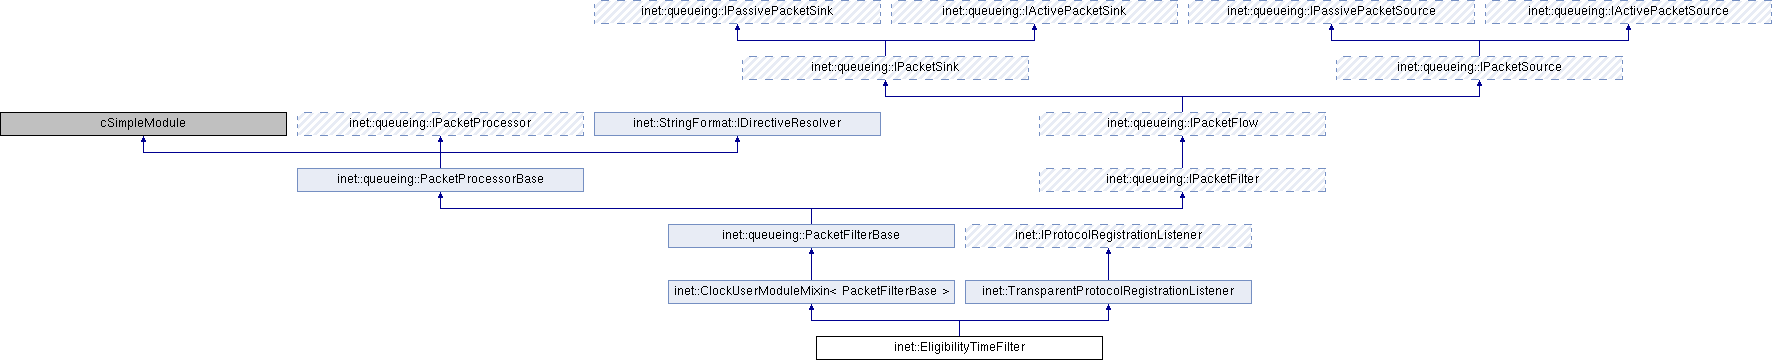 inet::queueing::IPassivePacketSink
inet::queueing::IActivePacketSink
inet::queueing::IPassivePacketSource
inet::queueing::IActivePacketSource
inet::queueing::IPacketSink
inet::queueing::IPacketSource
cSimpleModule
inet::queueing::IPacketProcessor
inet::StringFormat::IDirectiveResolver
inet::queueing::IPacketFlow
inet::queueing::PacketProcessorBase
inet::queueing::IPacketFilter
inet::queueing::PacketFilterBase
inet::IProtocolRegistrationListener
inet::ClockUserModuleMixin< PacketFilterBase >
inet::TransparentProtocolRegistrationListener
inet::EligibilityTimeFilter